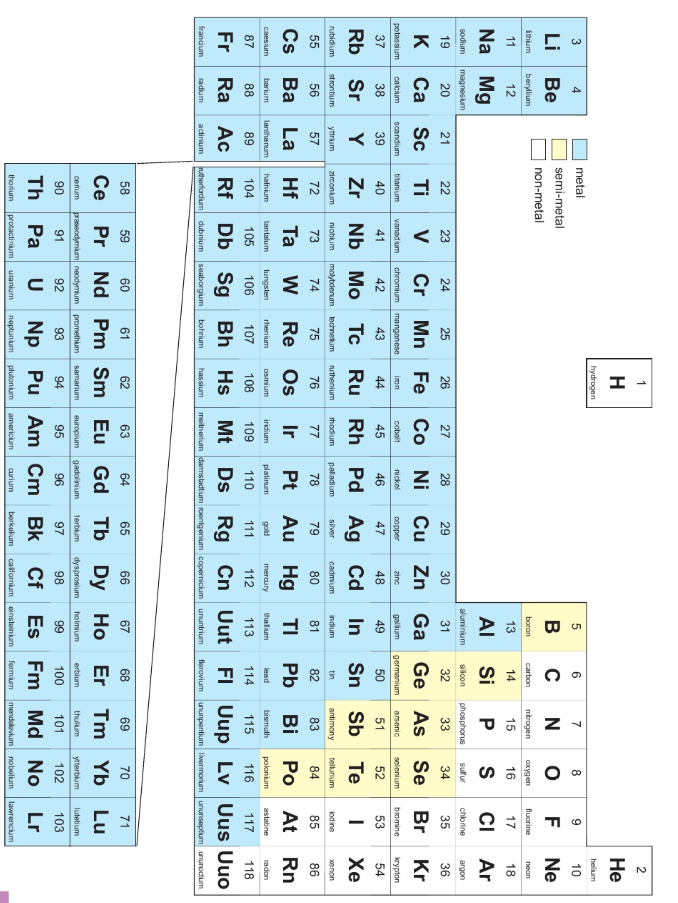 1 2
H He
hydrogen helium
3 4 5 6 7 8 9 10
Li Be B C N O F Ne
lithium beryllium boron carbon nitrogen oxygen fluorine neon
metal
semi-metal
non-metal
11 12 13 14 15 16 17 18
Na Mg Al Si P S Cl Ar
sodium magnesium aluminium silicon phosphorus sulfur chlorine argon
19 20 21 22 23 24 25 26 27 28 29 30 31 32 33 34 35 36
K Ca Sc Ti V Cr Mn Fe Co Ni Cu Zn Ga Ge As Se Br Kr
potassium calcium scandium titanium vanadium chromium manganese iron cobalt nickel copper zinc gallium germanium arsenic selenium bromine krypton
37 38 39 40 41 42 43 44 45 46 47 48 49 50 51 52 53 54
Rb Sr Y Zr Nb Mo Tc Ru Rh Pd Ag Cd In Sn Sb Te I Xe
rubidium strontium yttrium zirconium niobium molybdenum technetium ruthenium rhodium palladium silver cadmium indium tin antimony tellurium iodine xenon
55 56 57 72 73 74 75 76 77 78 79 80 81 82 83 84 85 86
Cs Ba La Hf Ta W Re Os Ir Pt Au Hg Tl Pb Bi Po At Rn
caesium barium lanthanum hafnium tantalum tungsten rhenium osmium iridium platinum gold mercury thallium lead bismuth polonium astatine radon
87 88 89 104 105 106 107 108 109 110 111 112 113 114 115 116 117 118
Fr Ra Ac Rf Db Sg Bh Hs Mt Ds Rg Cn Uut Fl Uup Lv Uus Uuo
francium radium actinium rutherfordium dubnium seaborgium bohrium hassium meitnerium darmstadtium roentgenium copernicium ununtrium flerovium ununpentium livermorium ununseptium ununoctium
58 59 60 61 62 63 64 65 66 67 68 69 70 71
Ce Pr Nd Pm Sm Eu Gd Tb Dy Ho Er Tm Yb Lu
cerium praseodymium neodymium promethium samarium europium gadolinium terbium dysprosium holmium erbium thulium ytterbium lutetium
90 91 92 93 94 95 96 97 98 99 100 101 102 103
Th Pa U Np Pu Am Cm Bk Cf Es Fm Md No Lr
thorium protactinium uranium neptunium plutonium americium curium berkelium californium einsteinium fermium mendelevium nobelium lawrencium